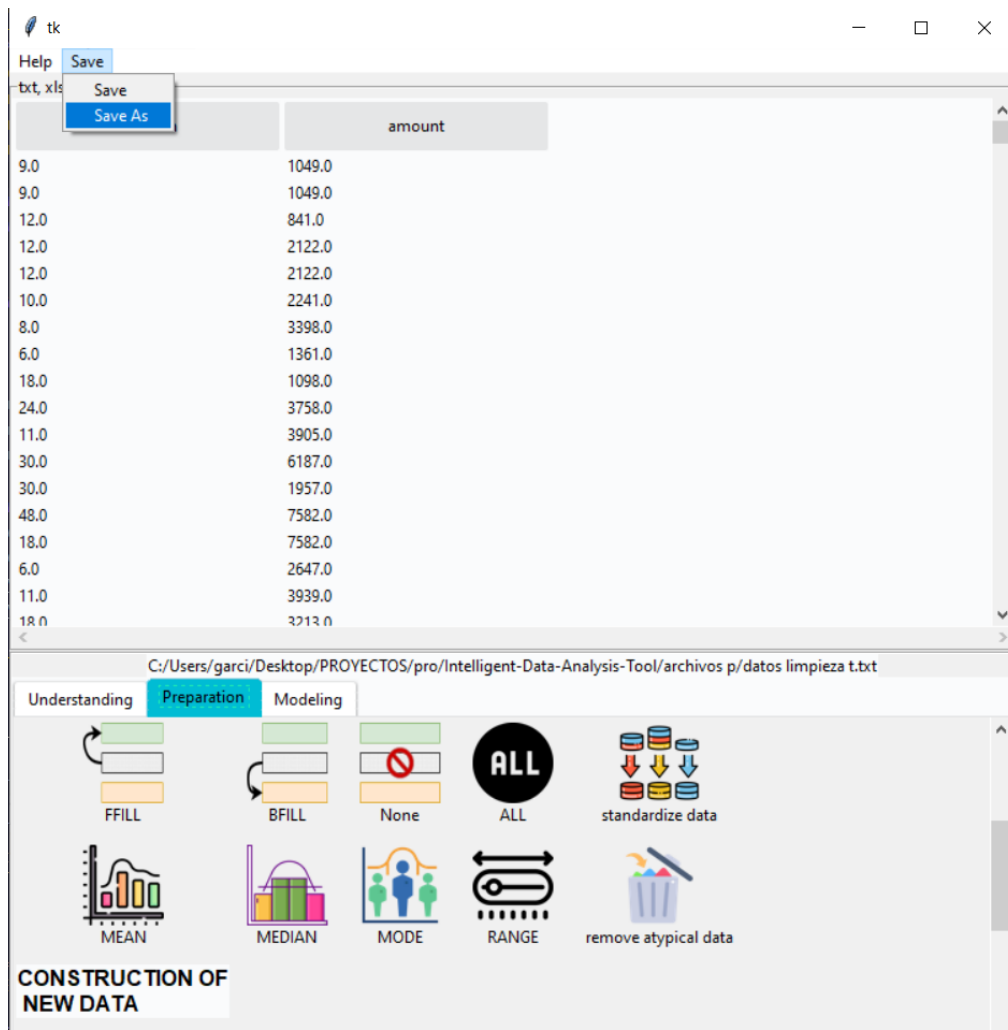 tk
Help Save
txt, xls
Save
Save As
amount
9.0 1049.0
9.0 1049.0
12.0 841.0
12.0 2122.0
12.0 2122.0
10.0 2241.0
8.0 3398.0
6.0 1361.0
18.0 1098.0
24.0 3758.0
11.0 3905.0
30.0 6187.0
30.0 1957.0
48.0 7582.0
18.0 7582.0
6.0 2647.0
11.0 3939.0
18.0 3213.0
C:/Users/garci/Desktop/PROYECTOS/pro/Intelligent-Data-Analysis-Tool/archivos p/datos limpieza t.txt
Understanding Preparation Modeling
ALL
FFILL BFILL None ALL standardize data
MEAN MEDIAN MODE RANGE remove atypical data
CONSTRUCTION OF
NEW DATA